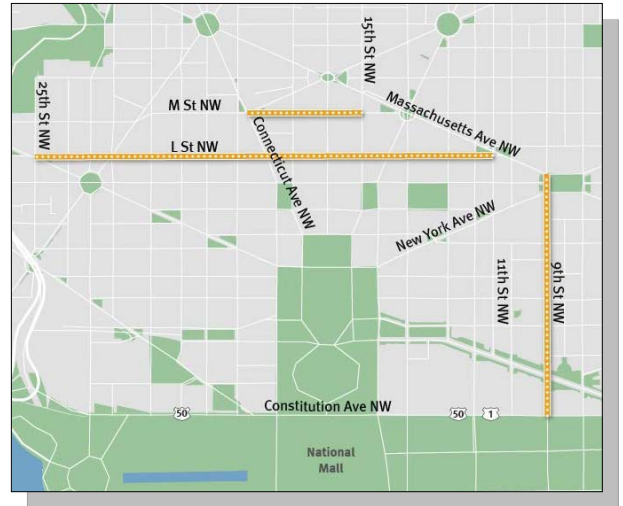 15th St NW
25th St NW
M St NW
Massachusetts Ave NW
L St NW
Connecticut Ave NW
New York Ave NW
11th St NW
9th St NW
Constitution Ave NW
50
50
1
National
Mall